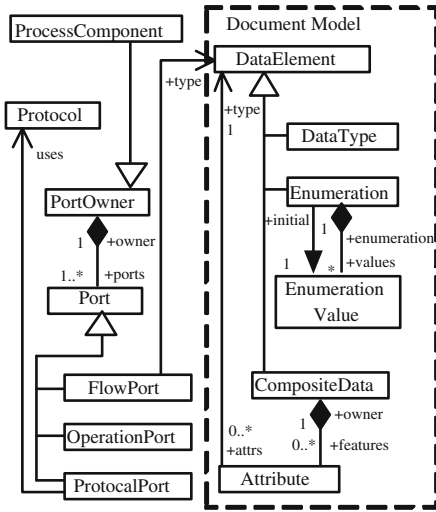 ProcessComponent
Document Model
DataElement
+type
+type
1
Protocol
uses
DataType
PortOwner
Enumeration
1
+owner
+initial
1
+enumeration
1..*
+ports
1
*
+values
Port
Enumeration
Value
FlowPort
CompositeData
OperationPort
1
+owner
0..*
+attrs
0..*
+features
ProtocalPort
Attribute